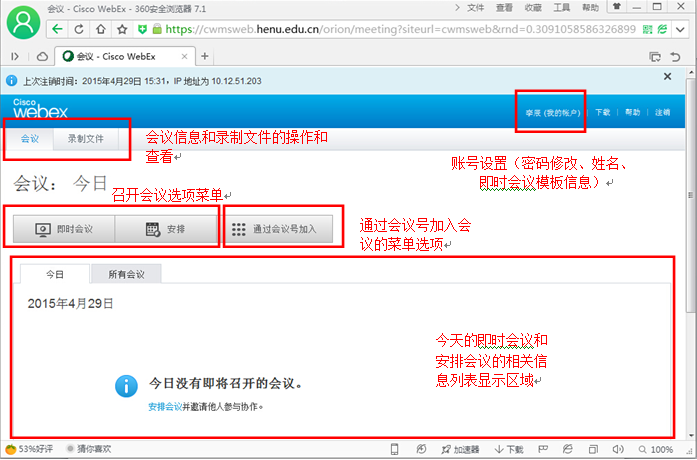 会议 - Cisco WebEx - 360安全浏览器 7.1
文件 查看 收藏 工具 帮助
https://cwmsweb.henu.edu.cn/orion/meeting?siteurl=cwmsweb&rnd=0.3091058586326899
会议 - Cisco WebEx
上次注销时间：2015年4月29日 15:31，IP 地址为 10.12.51.203
Cisco
webex
(我的帐户) 下载 帮助 注销
会议 录制文件
会议信息和录制文件的操作和
查看
账号设置（密码修改、姓名、
即时会议模板信息）
会议： 今日
召开会议选项菜单
即时会议 安排 通过会议号加入
通过会议号加入会
议的菜单选项
今日 所有会议
2015年4月29日
今天的即时会议和
安排会议的相关信
息列表显示区域
今日没有即将召开的会议。
安排会议并邀请他人参与协作。
53%好评 猜你喜欢 加速器 下载 100%